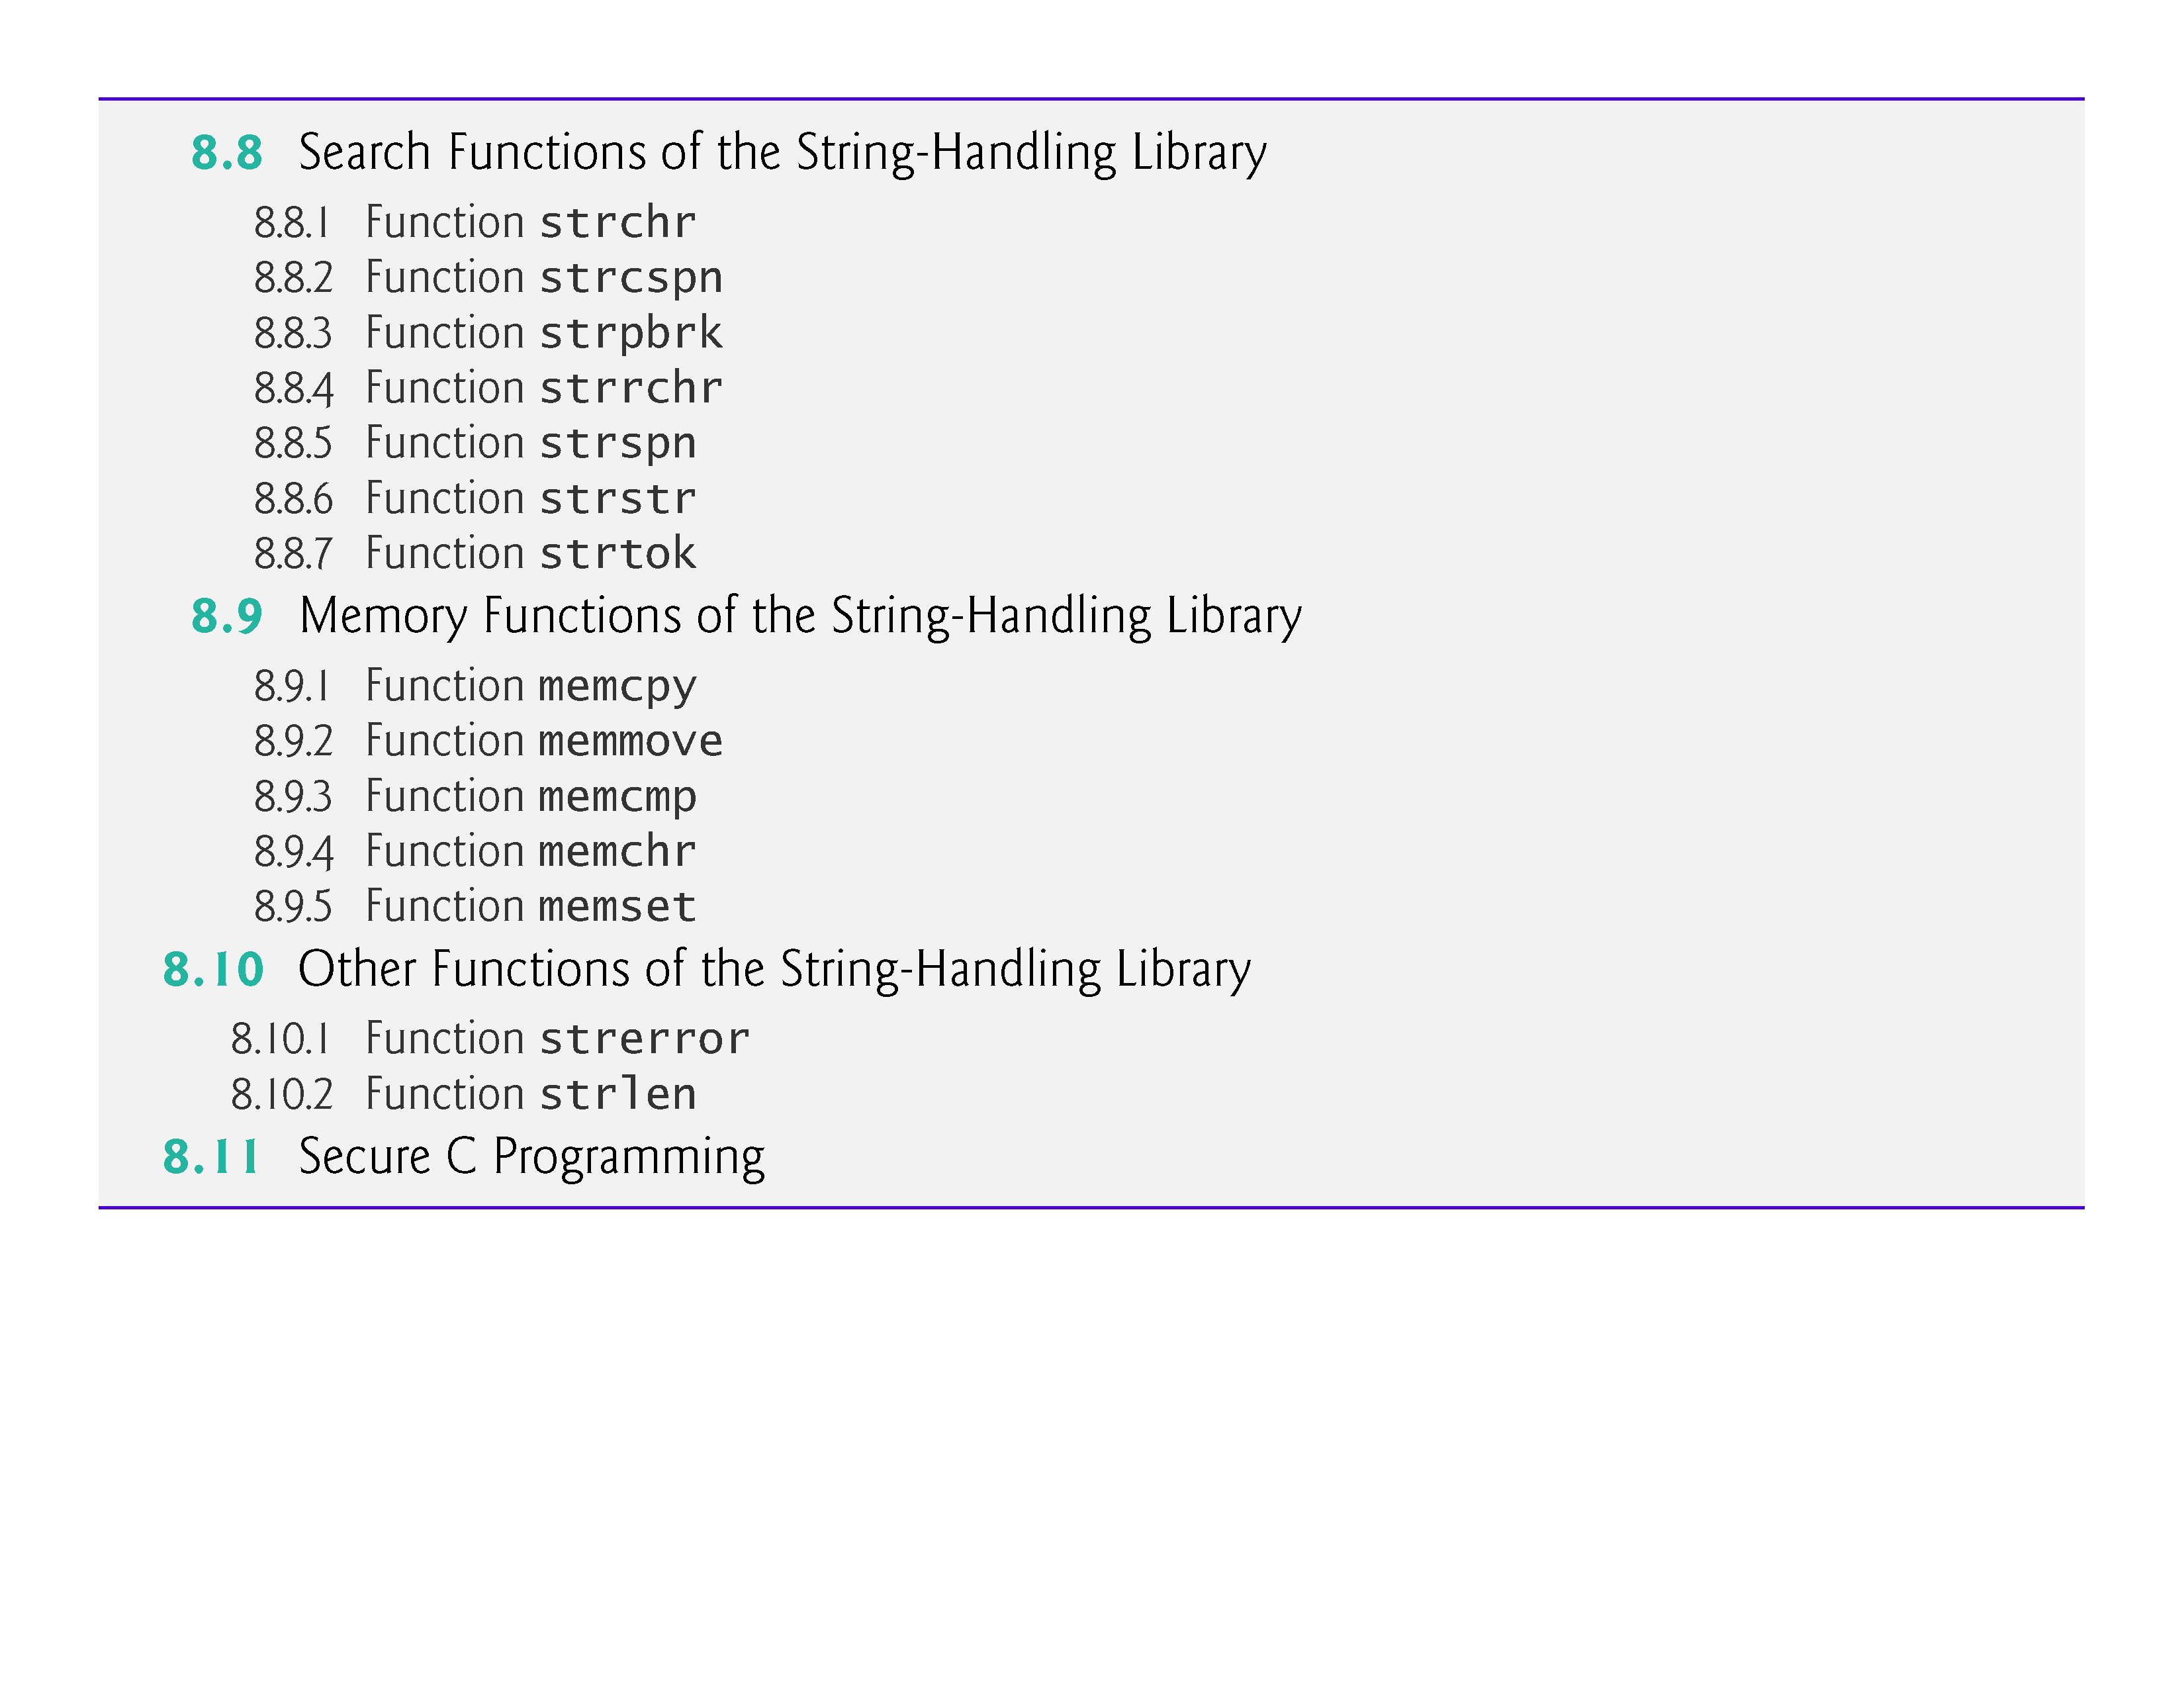 8.8 Search Functions of the String-Handling Library
8.8.1 Function strchr
8.8.2 Function strcspn
8.8.3 Function strpbrk
8.8.4 Function strrchr
8.8.5 Function strspn
8.8.6 Function strstr
8.8.7 Function strtok
8.9 Memory Functions of the String-Handling Library
8.9.1 Function memcpy
8.9.2 Function memmove
8.9.3 Function memcmp
8.9.4 Function memchr
8.9.5 Function memset
8.10 Other Functions of the String-Handling Library
8.10.1 Function strerror
8.10.2 Function strlen
8.11 Secure C Programming